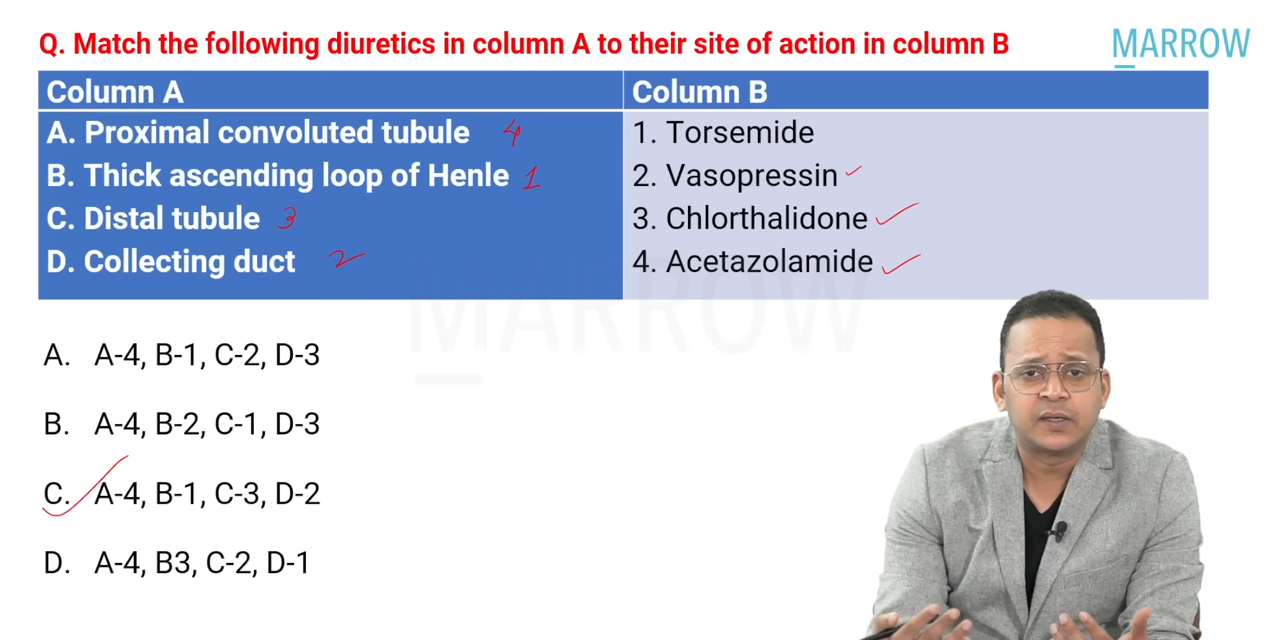 Q. Match the following diuretics in column A to their site of action in column B
MARROW
Column A
Column B
A. Proximal convoluted tubule 4
1. Torsemide
B. Thick ascending loop of Henle 1
2. Vasopressin
C. Distal tubule 3
3. Chlorthalidone
D. Collecting duct 2
4. Acetazolamide
MARROW
A. A-4, B-1, C-2, D-3
B. A-4, B-2, C-1, D-3
C. A-4, B-1, C-3, D-2
D. A-4, B3, C-2, D-1